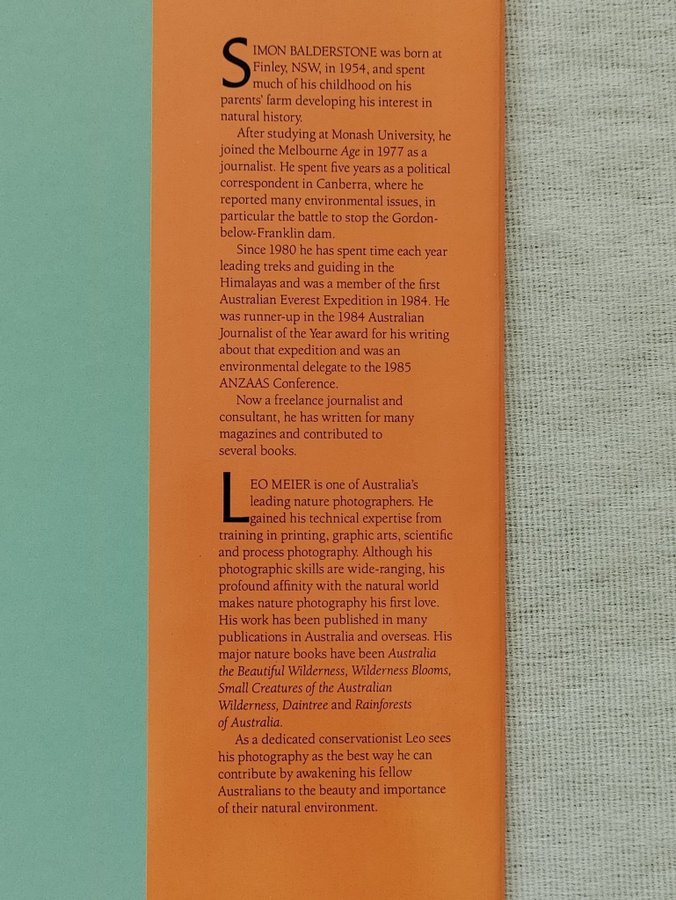 SIMON BALDERSTONE was born at
Finley, NSW, in 1954, and spent
much of his childhood on his
parents' farm developing his interest in
natural history.
After studying at Monash University, he
joined the Melbourne Age in 1977 as a
journalist. He spent five years as a political
correspondent in Canberra, where he
reported many environmental issues, in
particular the battle to stop the Gordon-
below-Franklin dam.
Since 1980 he has spent time each year
leading treks and guiding in the
Himalayas and was a member of the first
Australian Everest Expedition in 1984. He
was runner-up in the 1984 Australian
Journalist of the Year award for his writing
about that expedition and was an
environmental delegate to the 1985
ANZAAS Conference.
Now a freelance journalist and
consultant, he has written for many
magazines and contributed to
several books.
LEO MEIER is one of Australia's
leading nature photographers. He
gained his technical expertise from
training in printing, graphic arts, scientific
and process photography. Although his
photographic skills are wide-ranging, his
profound affinity with the natural world
makes nature photography his first love.
His work has been published in many
publications in Australia and overseas. His
major nature books have been Australia
the Beautiful Wilderness, Wilderness Blooms,
Small Creatures of the Australian
Wilderness, Daintree and Rainforests
of Australia.
As a dedicated conservationist Leo sees
his photography as the best way he can
contribute by awakening his fellow
Australians to the beauty and importance
of their natural environment.